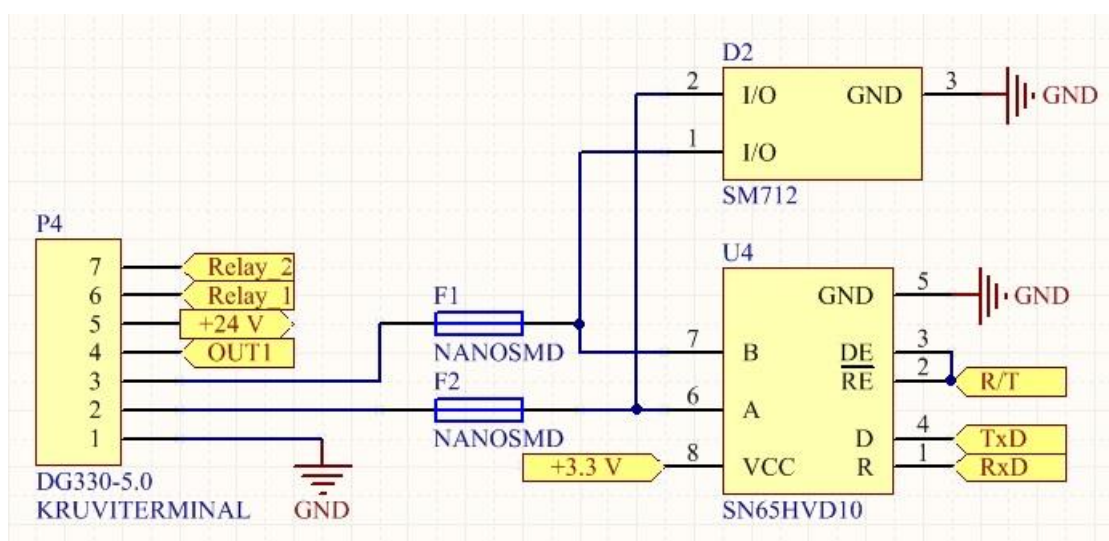 D2
2 I/O GND 3 GND
1 I/O
SM712
P4
7 Relay_2
6 Relay_1
5 +24 V
4 OUT1
3
2
1
DG330-5.0
KRUVITERMINAL
GND
F1
NANOSMD
F2
NANOSMD
+3.3 V
U4
GND 5 GND
7 B DE 3
RE 2 R/T
6 A
D 4 TxD
8 VCC R 1 RxD
SN65HVD10